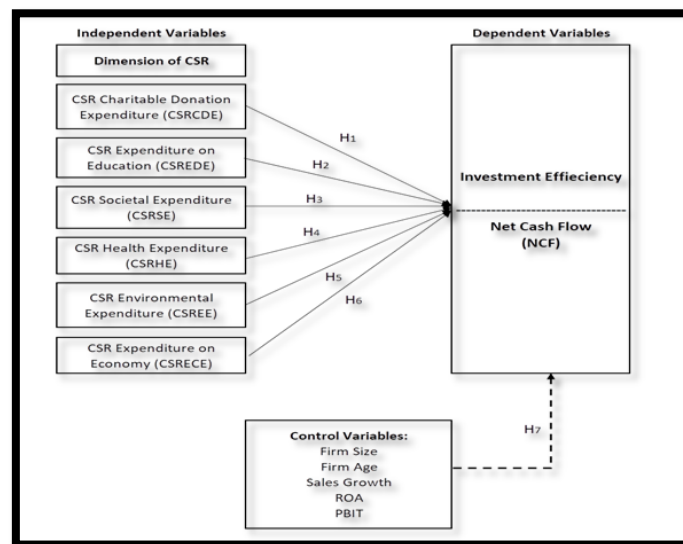 Independent Variables
Dimension of CSR
CSR Charitable Donation
Expenditure (CSRCDE)
CSR Expenditure on
Education (CSREDE)
CSR Societal Expenditure
(CSRSE)
CSR Health Expenditure
(CSRHE)
CSR Environmental
Expenditure (CSREE)
CSR Expenditure on
Economy (CSRECE)
H1
H2
H3
H4
H5
H6
Dependent Variables
Investment Effieciency
Net Cash Flow
(NCF)
H7
Control Variables:
Firm Size
Firm Age
Sales Growth
ROA
PBIT